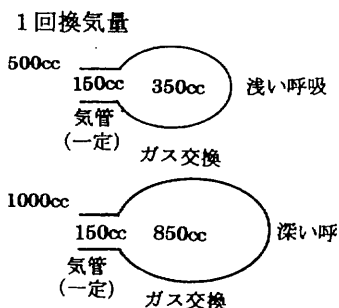 1回換気量
500cc
150cc 350cc 浅い呼吸
気管
(一定)
ガス交換
1000cc
150cc 850cc 深い呼
気管
(一定)
ガス交換